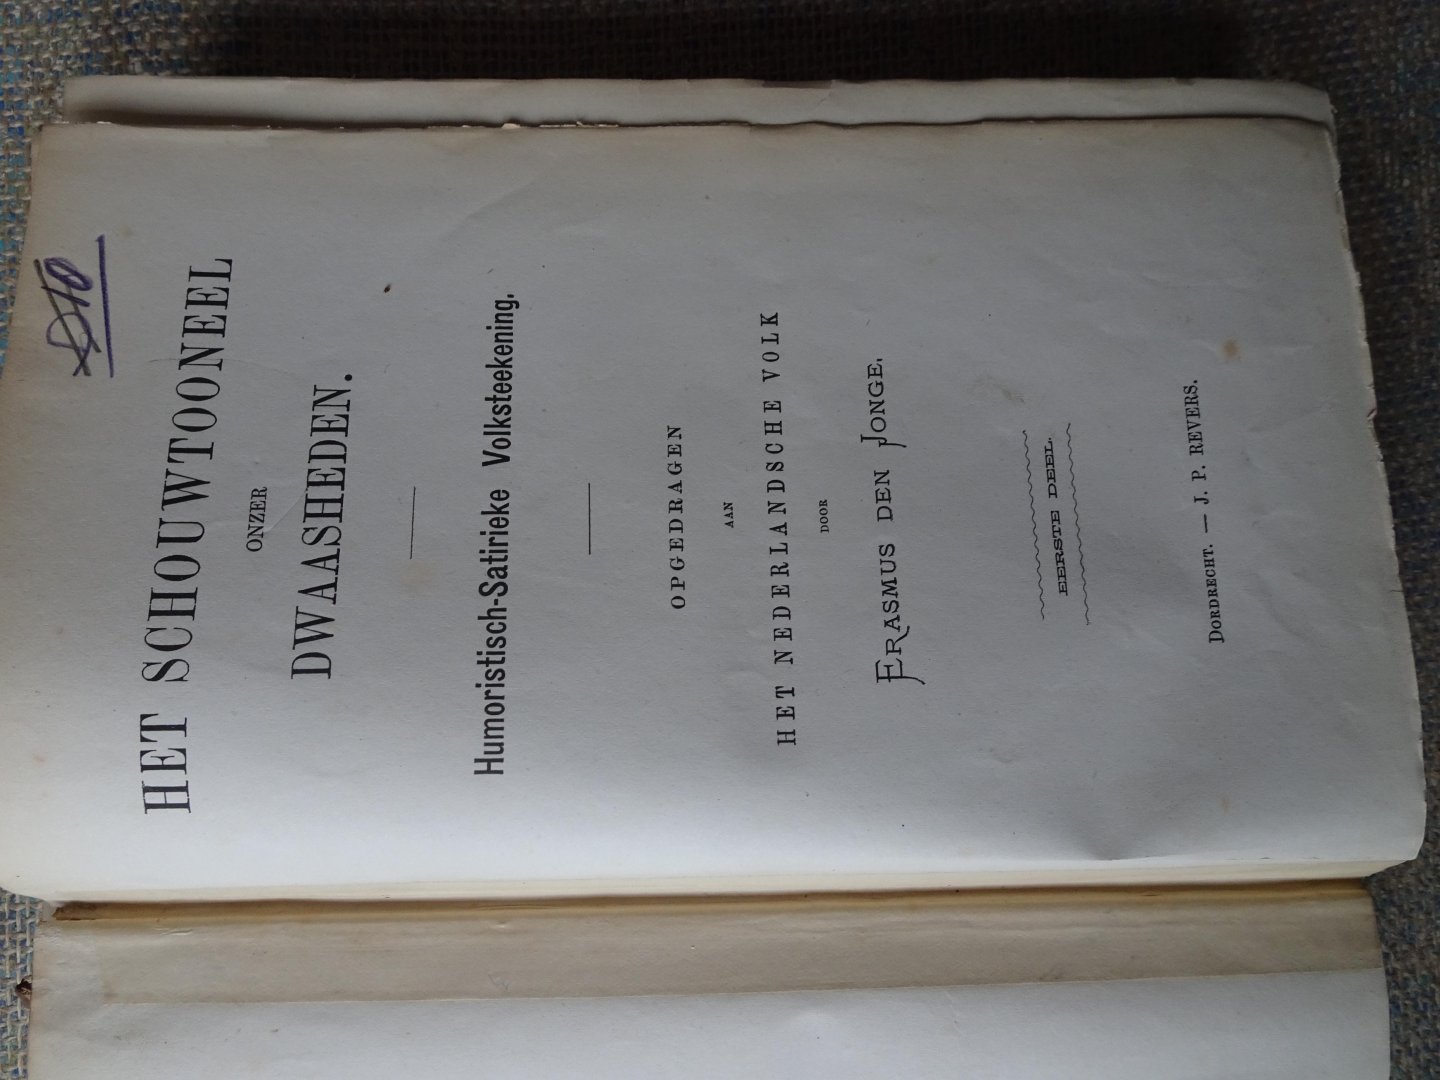 HET SCHOUWTOONEEL
ONZER
DWAASHEDEN.
Humoristisch-Satirieke Volksteekening,
OPGEDRAGEN
AAN
HET NEDERLANDSCHE VOLK
DOOR
ERASMUS DEN JONGE.
EERSTE DEEL.
DORDRECHT. — J. P. REVERS.